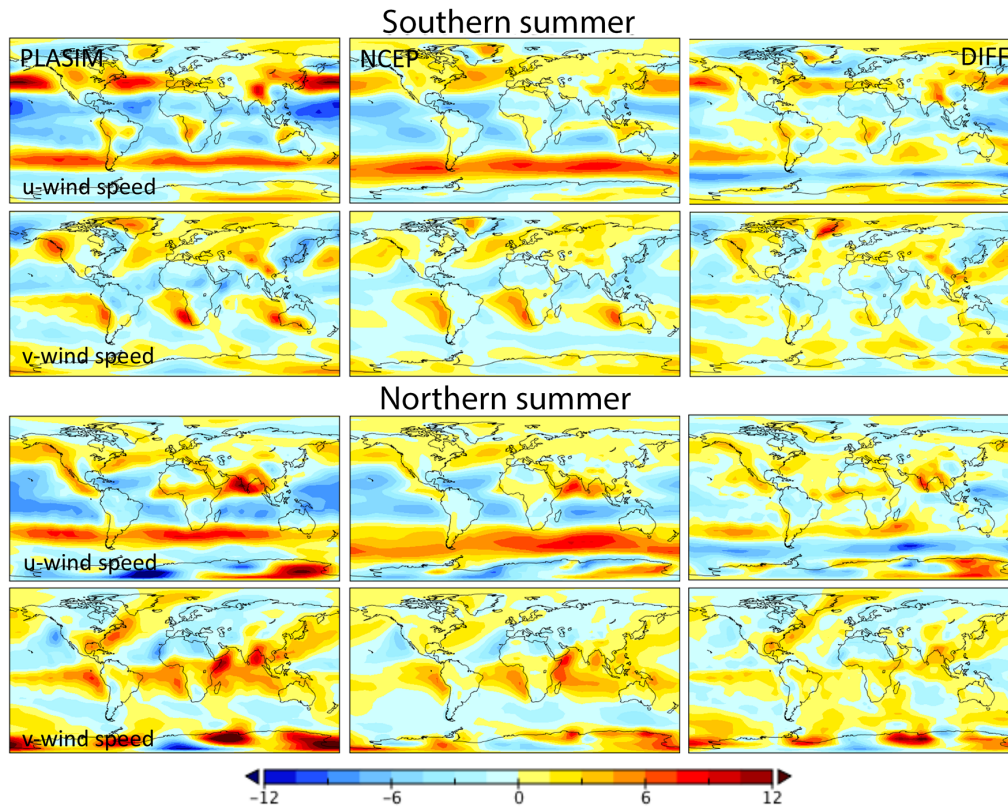 Southern summer
PLASIM
NCEP
DIFF
u-wind speed
v-wind speed
Northern summer
u-wind speed
v-wind speed
−12 −6 0 6 12